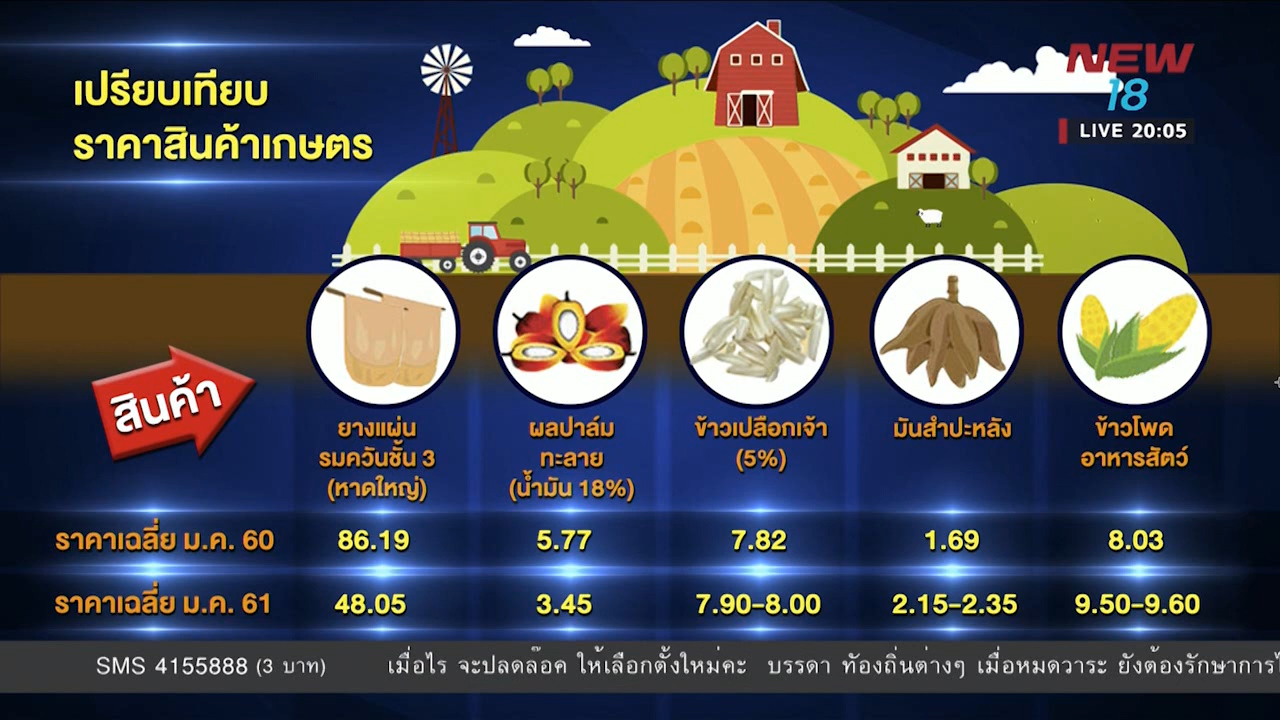 เปรียบเทียบ
ราคาสินค้าเกษตร
NEW
18
LIVE 20:05
สินค้า
ยางแผ่น
รมควันชั้น 3
(หาดใหญ่)
ผลปาล์ม
ทะลาย
(น้ำมัน 18%)
ข้าวเปลือกเจ้า
(5%)
มันสำปะหลัง
ข้าวโพด
อาหารสัตว์
ราคาเฉลี่ย ม.ค. 60 86.19 5.77 7.82 1.69 8.03
ราคาเฉลี่ย ม.ค. 61 48.05 3.45 7.90-8.00 2.15-2.35 9.50-9.60
SMS 4155888 (3 บาท) เมื่อไร จะปลดล๊อค ให้เลือกตั้งใหม่คะ บรรดา ท้องถิ่นต่างๆ เมื่อหมดวาระ ยังต้องรักษาการ